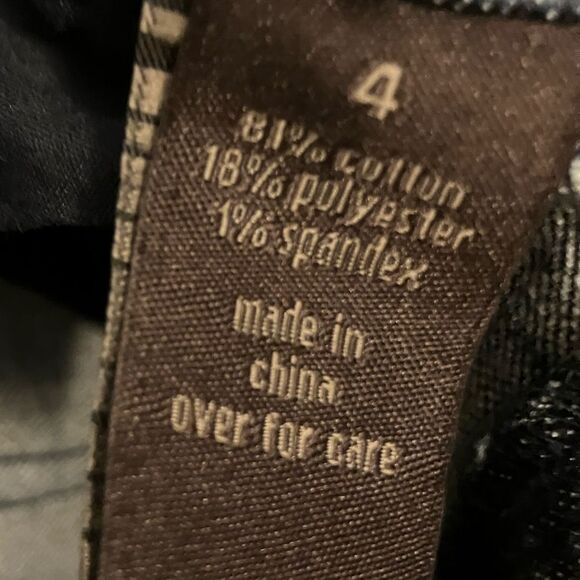 4
81% cotton
18% polyester
1% spandex
made in
china
over for care